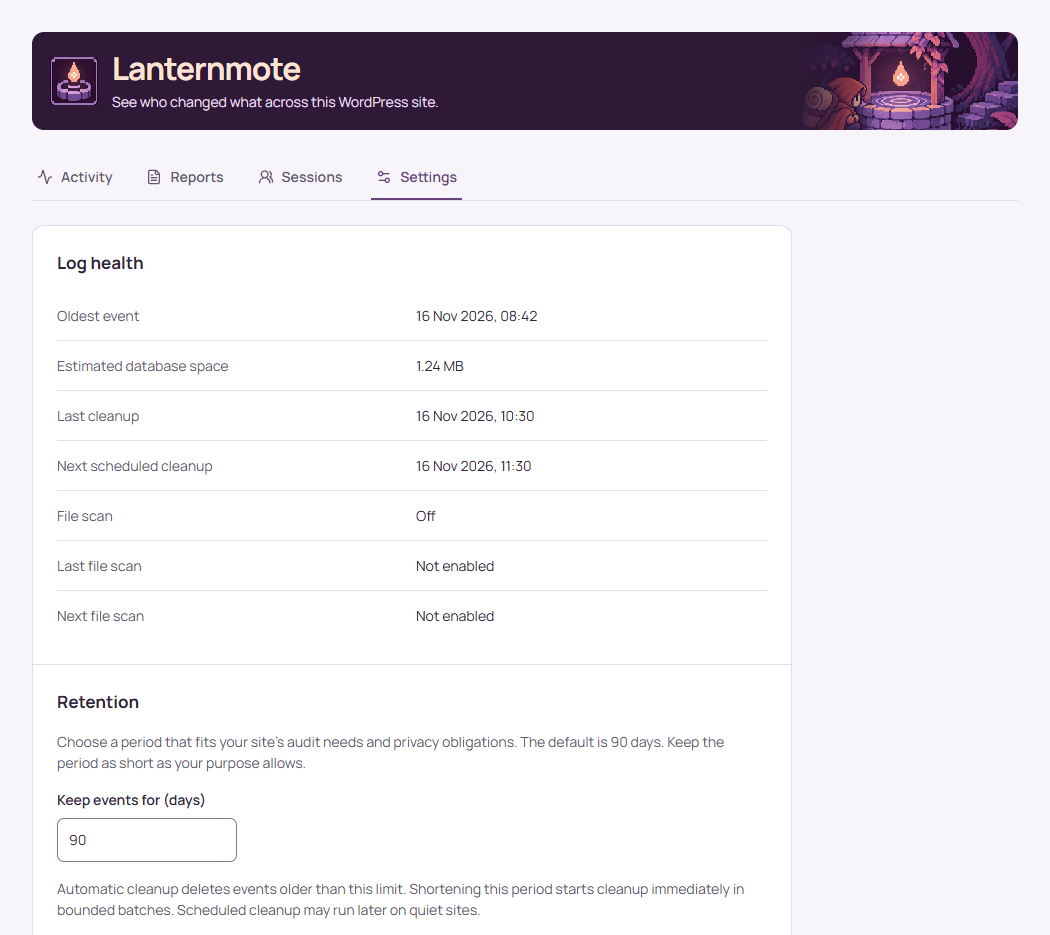 Lanternmote
See who changed what across this WordPress site.
Activity
Reports
Sessions
Settings
Log health
Oldest event
16 Nov 2026, 08:42
Estimated database space
1.24 MB
Last cleanup
16 Nov 2026, 10:30
Next scheduled cleanup
16 Nov 2026, 11:30
File scan
Off
Last file scan
Not enabled
Next file scan
Not enabled
Retention
Choose a period that fits your site's audit needs and privacy obligations. The default is 90 days. Keep the
period as short as your purpose allows.
Keep events for (days)
90
Automatic cleanup deletes events older than this limit. Shortening this period starts cleanup immediately in
bounded batches. Scheduled cleanup may run later on quiet sites.